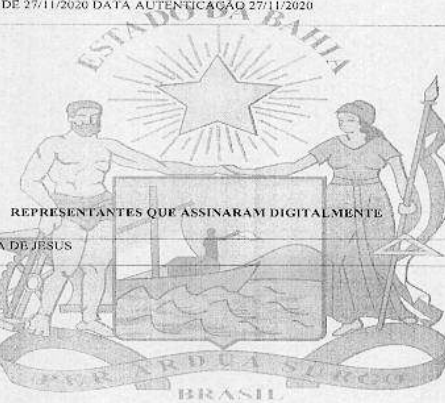 DE 27/11/2020 DATA AUTENTICAÇÃO 27/11/2020
ESTADO DA BAHIA
REPRESENTANTES QUE ASSINARAM DIGITALMENTE
A DE JESUS
PER ARDUA SURGO
BRASIL